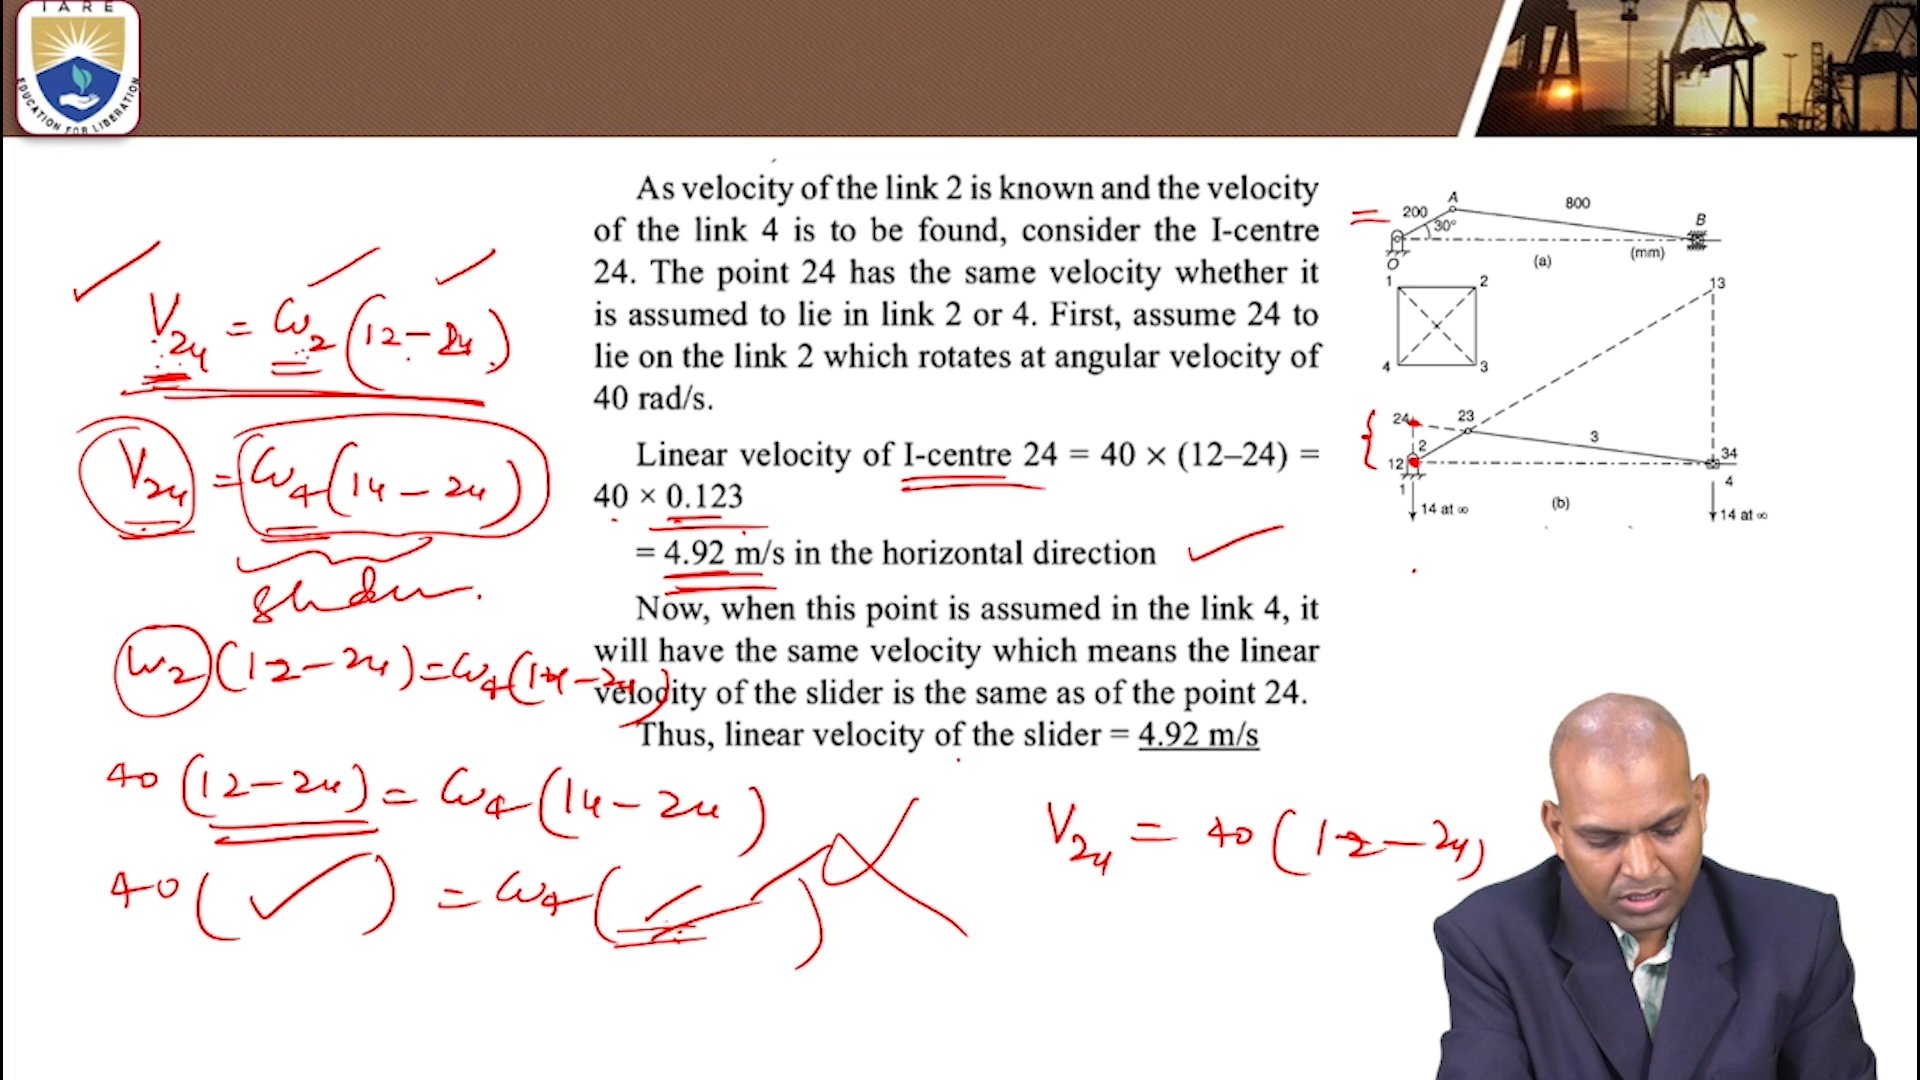 IARE
EDUCATION FOR LIBERATION
As velocity of the link 2 is known and the velocity
of the link 4 is to be found, consider the I-centre
24. The point 24 has the same velocity whether it
is assumed to lie in link 2 or 4. First, assume 24 to
lie on the link 2 which rotates at angular velocity of
40 rad/s.
Linear velocity of I-centre 24 = 40 × (12–24) =
40 × 0.123
= 4.92 m/s in the horizontal direction
Now, when this point is assumed in the link 4, it
will have the same velocity which means the linear
velocity of the slider is the same as of the point 24.
Thus, linear velocity of the slider = 4.92 m/s
V24 = ω2 (12-24)
V24 = ω4 (14-24)
slider.
ω2 (12-24) = ω4 (14-24)
40 (12-24) = ω4 (14-24)
40 ( ✓ ) = ω4 ( ✓ )
V24 = 40 (12-24)
=
A
200
800
30°
B
O
(a)
(mm)
1
2
4
3
13
24
23
2
3
12
34
1
4
14 at ∞
(b)
14 at ∞